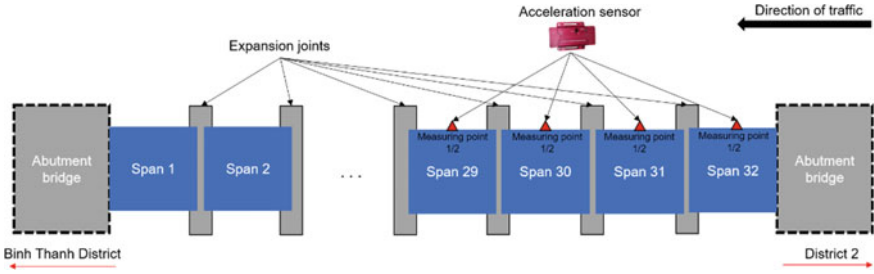 Acceleration sensor
Direction of traffic
Expansion joints
Abutment
bridge
Span 1
Span 2
. . .
Measuring point
1/2
Span 29
Measuring point
1/2
Span 30
Measuring point
1/2
Span 31
Measuring point
1/2
Span 32
Abutment
bridge
Binh Thanh District
District 2